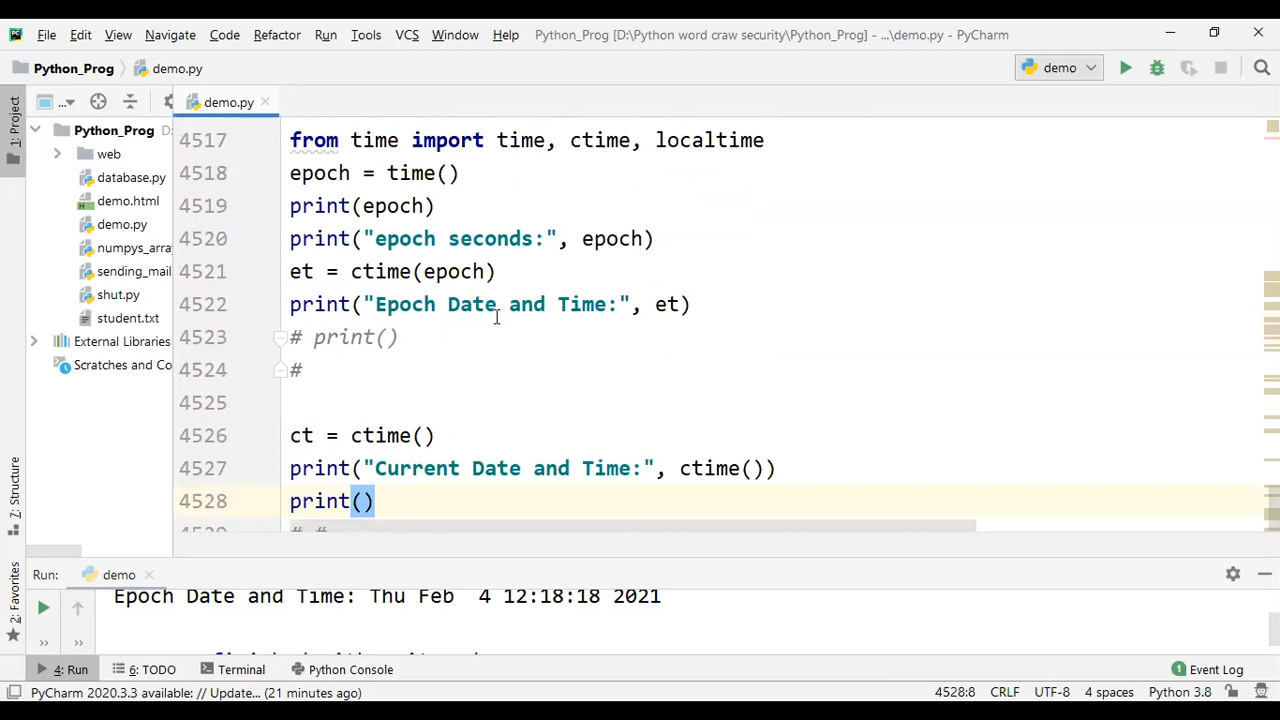 File Edit View Navigate Code Refactor Run Tools VCS Window Help Python_Prog [D:\Python word craw security\Python_Prog] - ...\demo.py - PyCharm
Python_Prog demo.py demo
1: Project
... demo.py
Python_Prog D:
web
database.py
demo.html
demo.py
numpys_arra
sending_mail
shut.py
student.txt
External Libraries
Scratches and Co
4517 from time import time, ctime, localtime
4518 epoch = time()
4519 print(epoch)
4520 print("epoch seconds:", epoch)
4521 et = ctime(epoch)
4522 print("Epoch Date and Time:", et)
4523 # print()
4524 #
4525
4526 ct = ctime()
4527 print("Current Date and Time:", ctime())
4528 print()
4529 # #
Z: Structure
2: Favorites
Run: demo
Epoch Date and Time: Thu Feb  4 12:18:18 2021
4: Run 6: TODO Terminal Python Console 1 Event Log
PyCharm 2020.3.3 available: // Update... (21 minutes ago) 4528:8 CRLF UTF-8 4 spaces Python 3.8